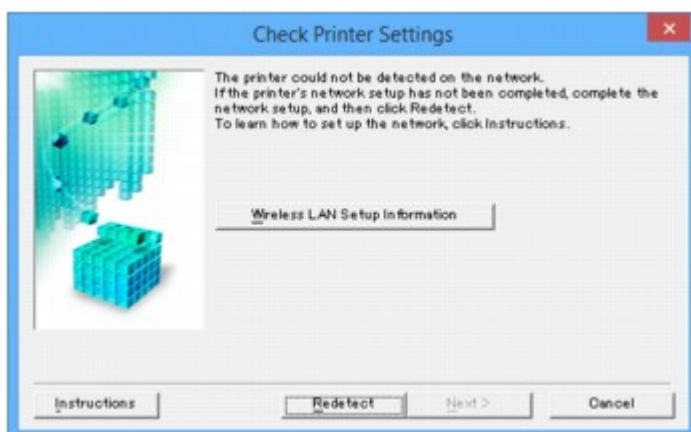 Check Printer Settings
The printer could not be detected on the network.
If the printer's network setup has not been completed, complete the
network setup, and then click Redetect.
To learn how to set up the network, click Instructions.
Wireless LAN Setup Information
Instructions
Redetect
Next >
Cancel